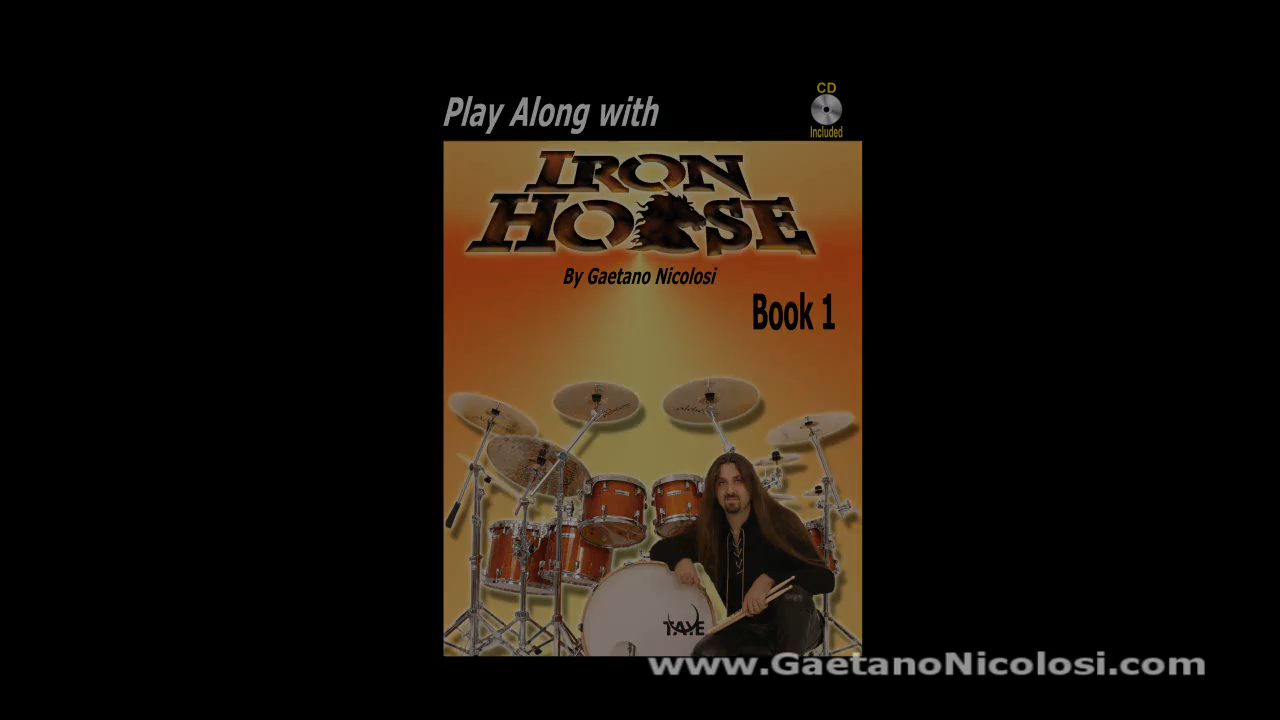 Play Along with
CD
Included
IRON
HORSE
By Gaetano Nicolosi
Book 1
TAYE
www.GaetanoNicolosi.com